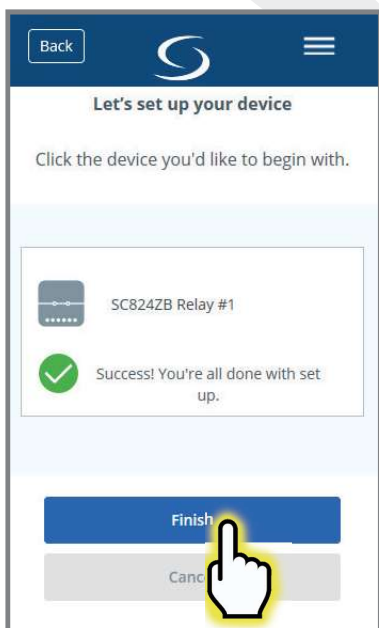 Back
Let's set up your device
Click the device you'd like to begin with.
SC824ZB Relay #1
Success! You're all done with set
up.
Finish